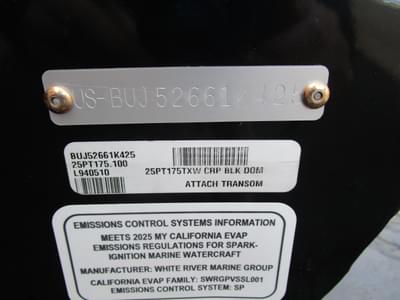 US-BUJ52661K425
BUJ52661K425
25PT175.100
L940510
25PT175TXW CRP BLK DOM
ATTACH TRANSOM
EMISSIONS CONTROL SYSTEMS INFORMATION
MEETS 2025 MY CALIFORNIA EVAP
EMISSIONS REGULATIONS FOR SPARK-
IGNITION MARINE WATERCRAFT
MANUFACTURER: WHITE RIVER MARINE GROUP
CALIFORNIA EVAP FAMILY: SWRGPVSSL001
EMISSIONS CONTROL SYSTEM: SP